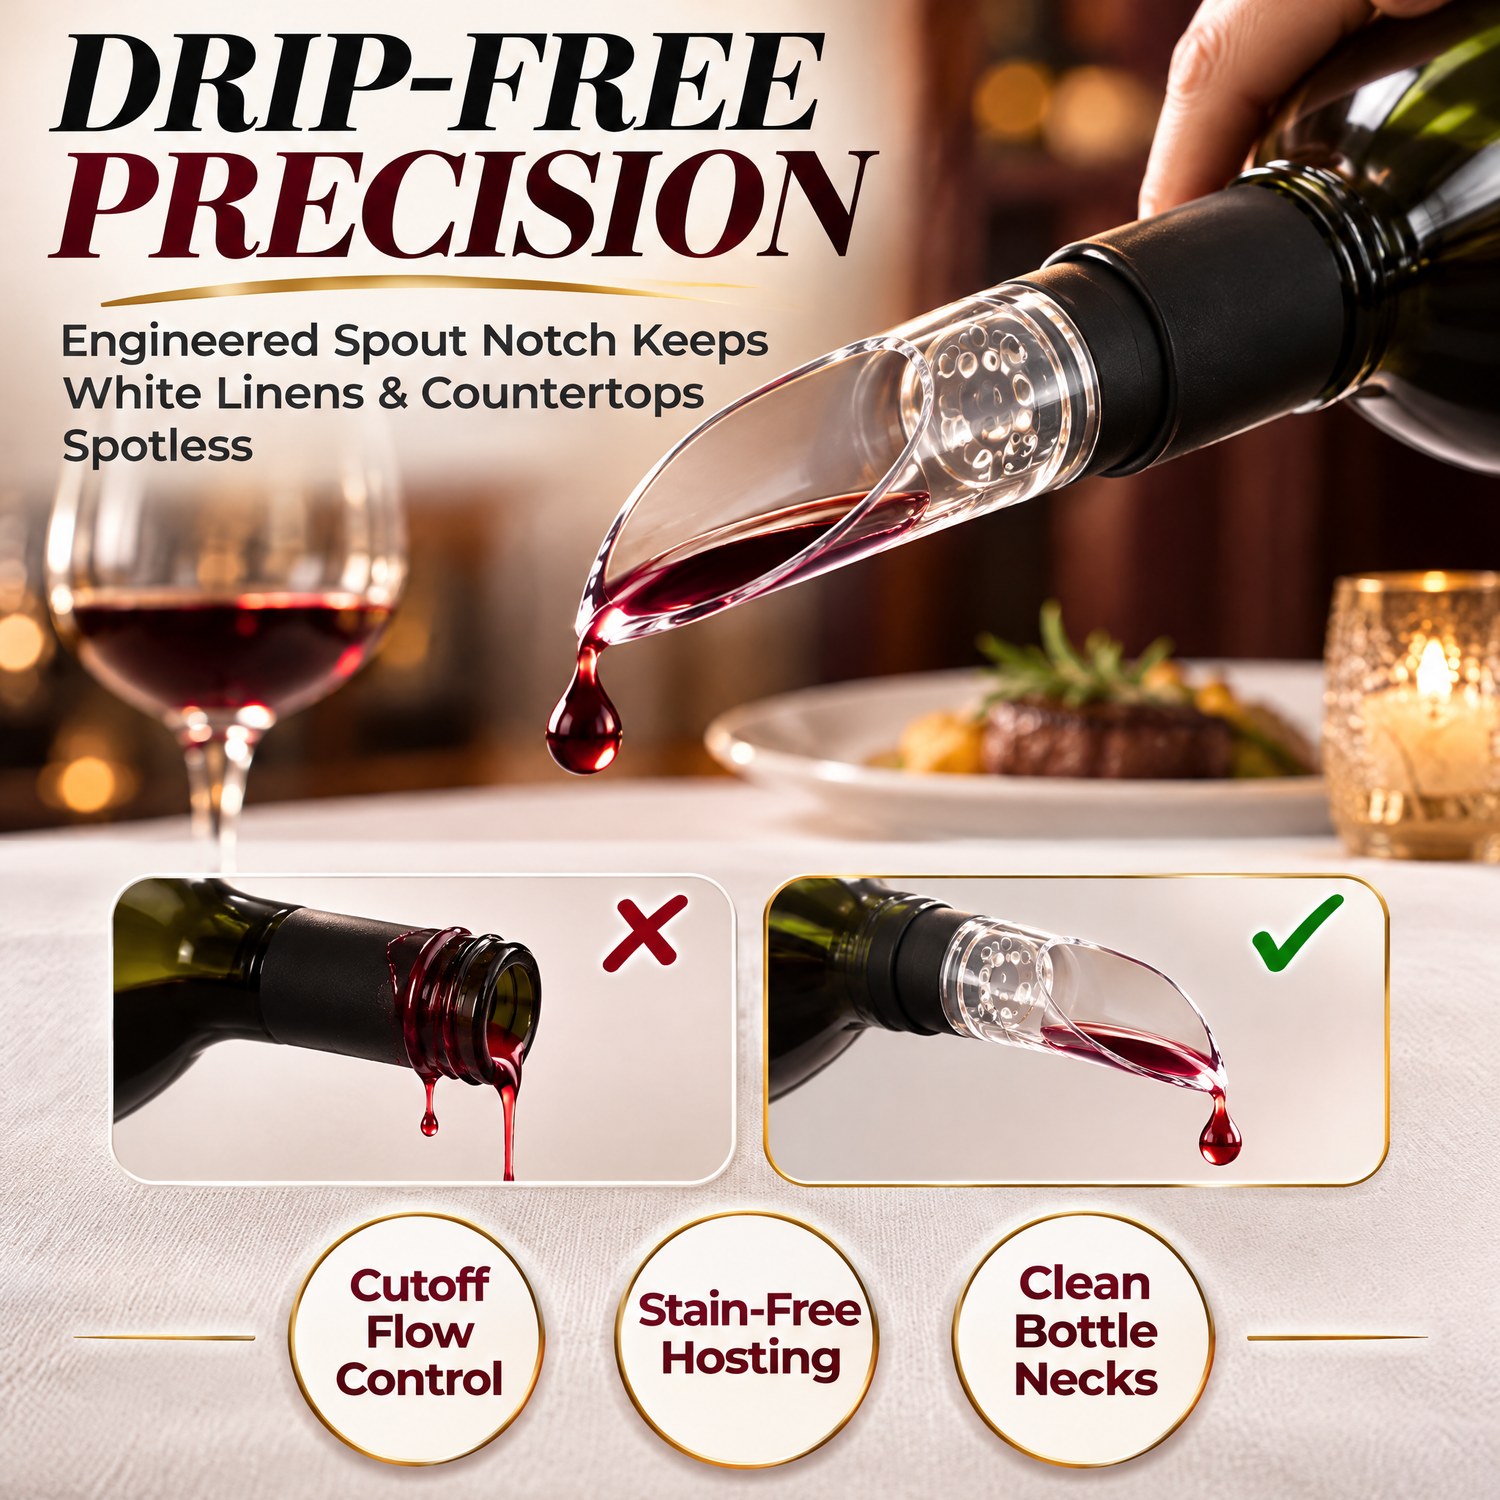 DRIP-FREE
PRECISION
Engineered Spout Notch Keeps
White Linens & Countertops
Spotless
Cutoff
Flow
Control
Stain-Free
Hosting
Clean
Bottle
Necks